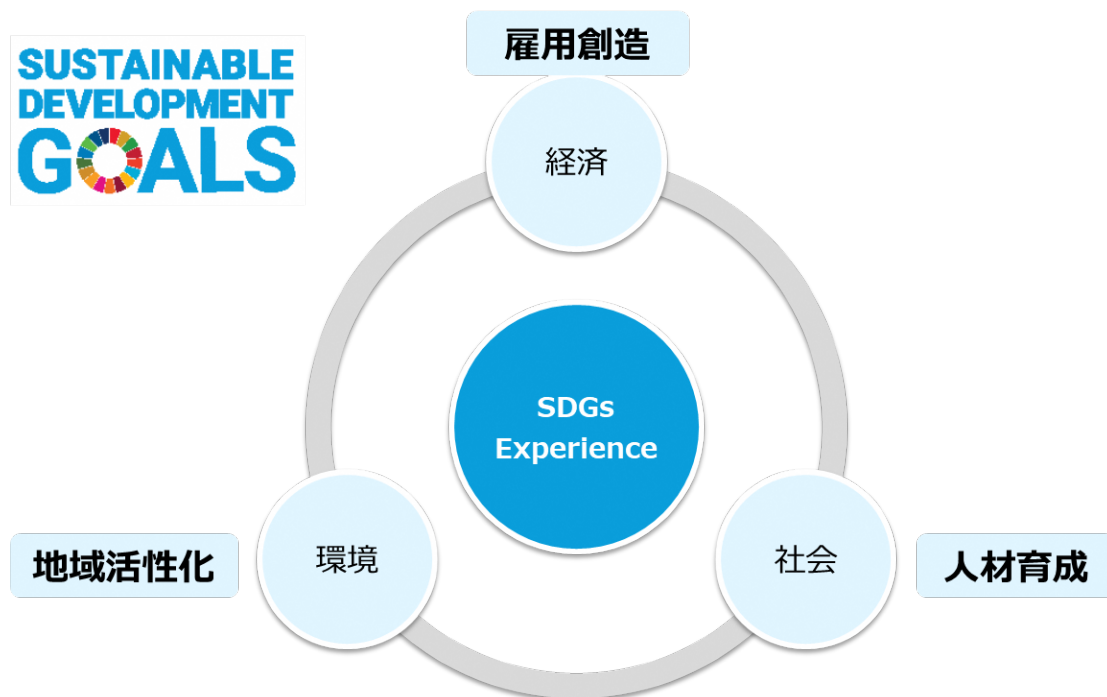 SUSTAINABLE
DEVELOPMENT
GOALS
雇用創造
経済
SDGs
Experience
地域活性化
環境
社会
人材育成